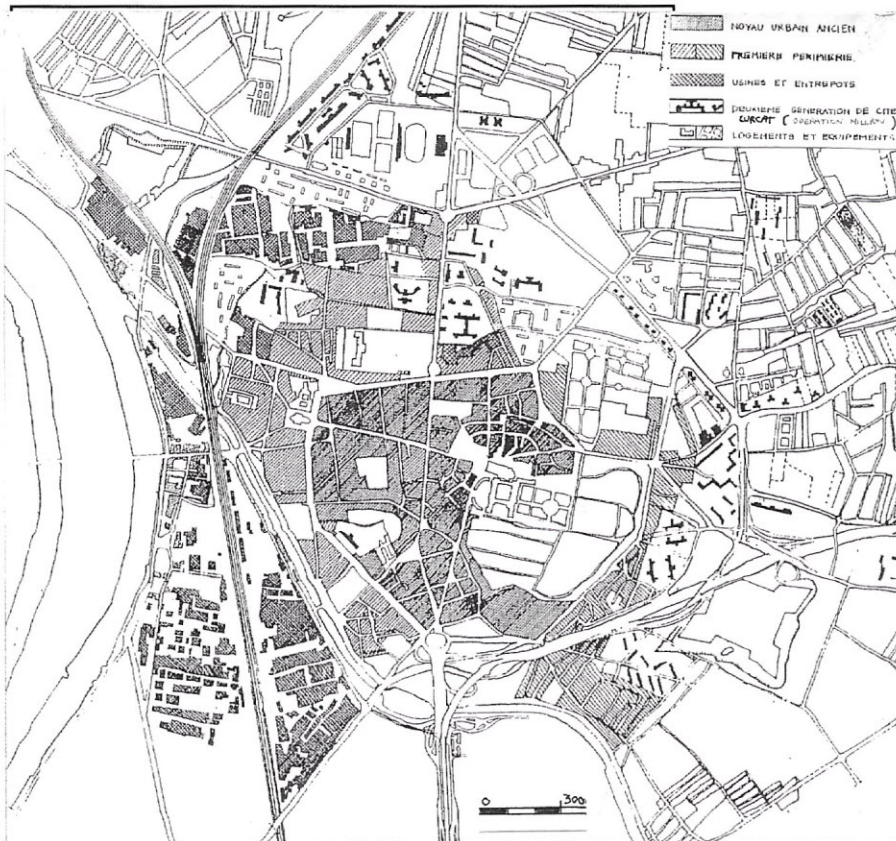 NOYAU URBAIN ANCIEN
PREMIERE PERIPHERIE
USINES ET ENTREPOTS
DEUXIEME GENERATION DE CITE
LURCAT ( OPERATION MILLION )
LOGEMENTS ET EQUIPEMENTS
0 300